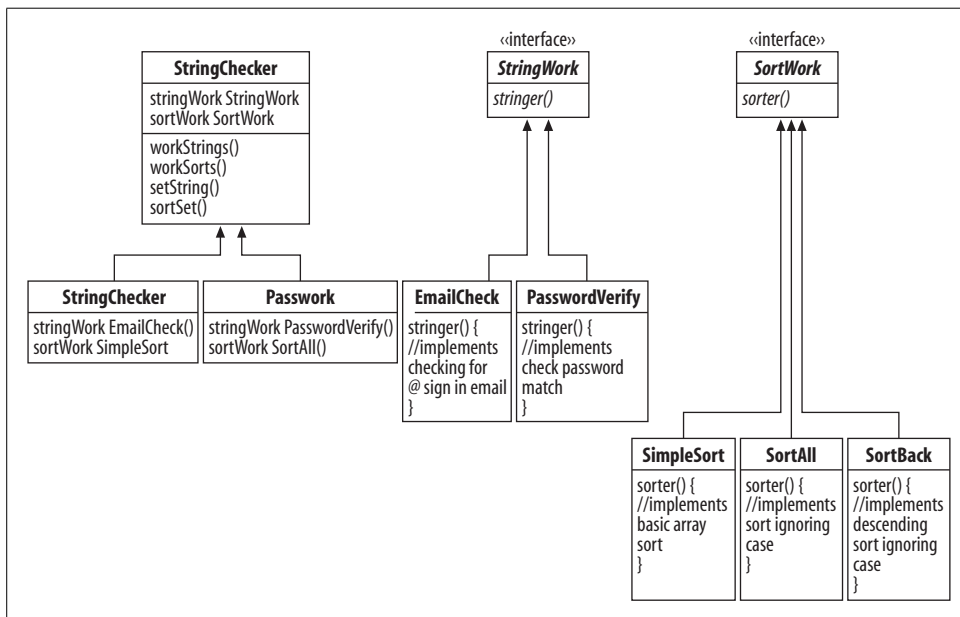 StringChecker
stringWork StringWork
sortWork SortWork
workStrings()
workSorts()
setString()
sortSet()
‹‹interface››
StringWork
stringer()
‹‹interface››
SortWork
sorter()
StringChecker
stringWork EmailCheck()
sortWork SimpleSort
Passwork
stringWork PasswordVerify()
sortWork SortAll()
EmailCheck
stringer() {
//implements
checking for
@ sign in email
}
PasswordVerify
stringer() {
//implements
check password
match
}
SimpleSort
sorter() {
//implements
basic array
sort
}
SortAll
sorter() {
//implements
sort ignoring
case
}
SortBack
sorter() {
//implements
descending
sort ignoring
case
}